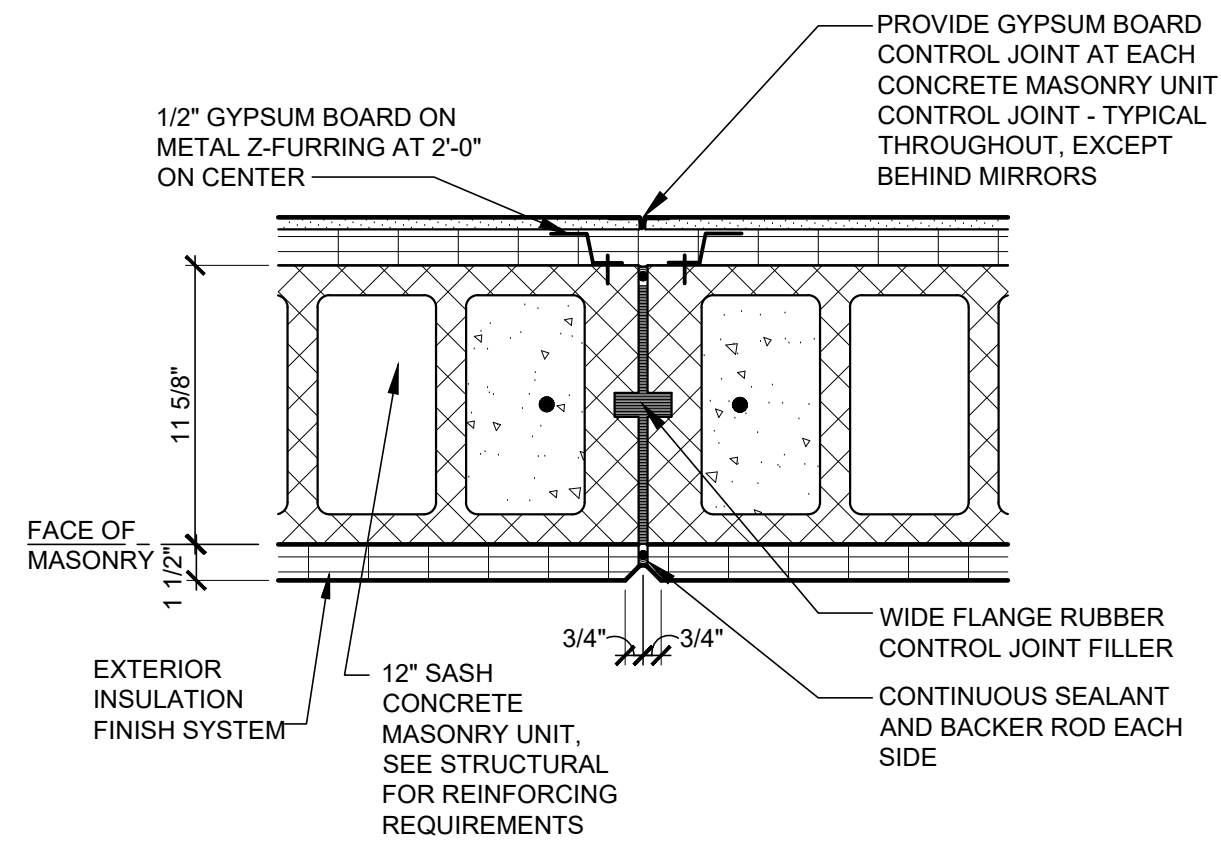 PROVIDE GYPSUM BOARD
CONTROL JOINT AT EACH
CONCRETE MASONRY UNIT
CONTROL JOINT - TYPICAL
THROUGHOUT, EXCEPT
BEHIND MIRRORS
1/2" GYPSUM BOARD ON
METAL Z-FURRING AT 2'-0"
ON CENTER
11 5/8"
FACE OF
MASONRY
1 1/2"
3/4"
3/4"
WIDE FLANGE RUBBER
CONTROL JOINT FILLER
EXTERIOR
INSULATION
FINISH SYSTEM
12" SASH
CONCRETE
MASONRY UNIT,
SEE STRUCTURAL
FOR REINFORCING
REQUIREMENTS
CONTINUOUS SEALANT
AND BACKER ROD EACH
SIDE